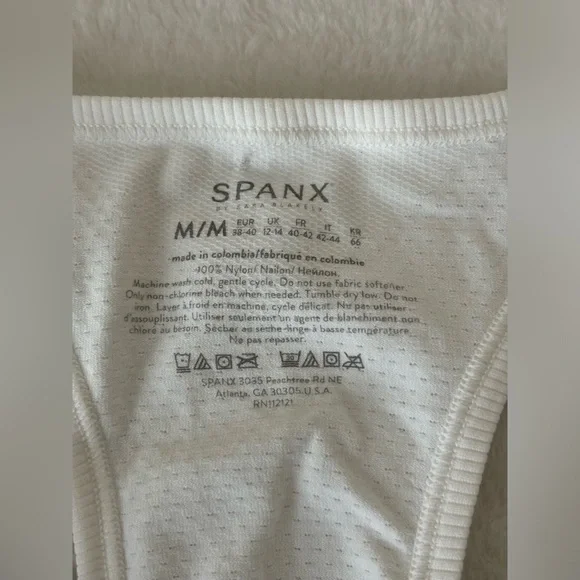 SPANX
BY SARA BLAKELY
M/M EUR 38-40 UK 12-14 FR 40-42 IT 42-44 KR 66
made in colombia/fabriqué en colombie
100% Nylon/ Nailon/ Нейлон.
Machine wash cold, gentle cycle. Do not use fabric softener.
Only non-chlorine bleach when needed. Tumble dry low. Do not
iron. Laver à froid en machine, cycle délicat. Ne pas utiliser
d'assouplissant. Utiliser seulement un agent de blanchiment non
chloré au besoin. Sécher au sèche-linge à basse température.
Ne pas repasser.
SPANX 3035 Peachtree Rd NE
Atlanta, GA 30305 U.S.A.
RN112121